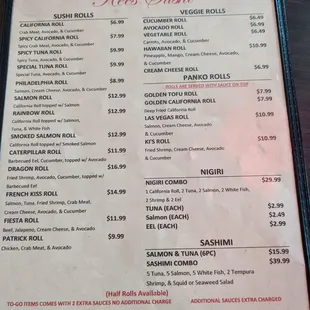 Sushi
SUSHI ROLLS
CALIFORNIA ROLL $6.99
Crab Meat, Avocado, & Cucumber
SPICY CALIFORNIA ROLL $7.99
Spicy Crab Meat, Avocado, & Cucumber
SPICY TUNA ROLL $9.99
Spicy Tuna, Avocado, & Cucumber
SPECIAL TUNA ROLL $9.99
Special Tuna, Avocado, & Cucumber
PHILADELPHIA ROLL $8.99
Salmon, Cream Cheese, Avocado, & Cucumber
SALMON ROLL $12.99
California Roll topped w/ Salmon
RAINBOW ROLL $12.99
California Roll topped w/ Salmon,
Tuna, & White Fish
SMOKED SALMON ROLL $12.99
California Roll topped w/ Smoked Salmon
CATERPILLAR ROLL $11.99
Barbecued Eel, Cucumber, topped w/ Avocado
DRAGON ROLL $16.99
Fried Shrimp, Avocado, Cucumber, topped w/
Barbecued Eel
FRENCH KISS ROLL $14.99
Salmon, Tuna, Fried Shrimp, Crab Meat,
Cream Cheese, Avocado, & Cucumber
FIESTA ROLL $11.99
Beef, Jalapeno, Cream Cheese, & Avocado
PATRICK ROLL $9.99
Chicken, Crab Meat, & Avocado
VEGGIE ROLLS
CUCUMBER ROLL $6.49
AVOCADO ROLL $6.99
VEGETABLE ROLL $6.49
Carrots, Avocado, & Cucumber
HAWAIIAN ROLL $10.99
Pineapple, Mango, Cream Cheese, Avocado,
& Cucumber
CREAM CHEESE ROLL $6.99
PANKO ROLLS
ROLLS ARE SERVED WITH SAUCE ON TOP
GOLDEN TOFU ROLL $7.99
GOLDEN CALIFORNIA ROLL $7.99
Deep Fried California Roll
LAS VEGAS ROLL $10.99
Salmon, Cream Cheese, Avocado
& Cucumber
KI'S ROLL $10.99
Fried Shrimp, Cream Cheese, Avocado
& Cucumber
NIGIRI
NIGIRI COMBO $29.99
1 California Roll, 2 Tuna, 2 Salmon, 2 White Fish,
2 Shrimp & 2 Eel
TUNA (EACH) $2.99
Salmon (EACH) $2.49
EEL (EACH) $2.99
SASHIMI
SALMON & TUNA (6PC) $15.99
SASHIMI COMBO $39.99
5 Tuna, 5 Salmon, 5 White Fish, 2 Tempura
Shrimp, & Squid or Seaweed Salad
(Half Rolls Available)
TO-GO ITEMS COMES WITH 2 EXTRA SAUCES NO ADDITIONAL CHARGE ADDITIONAL SAUCES EXTRA CHARGED